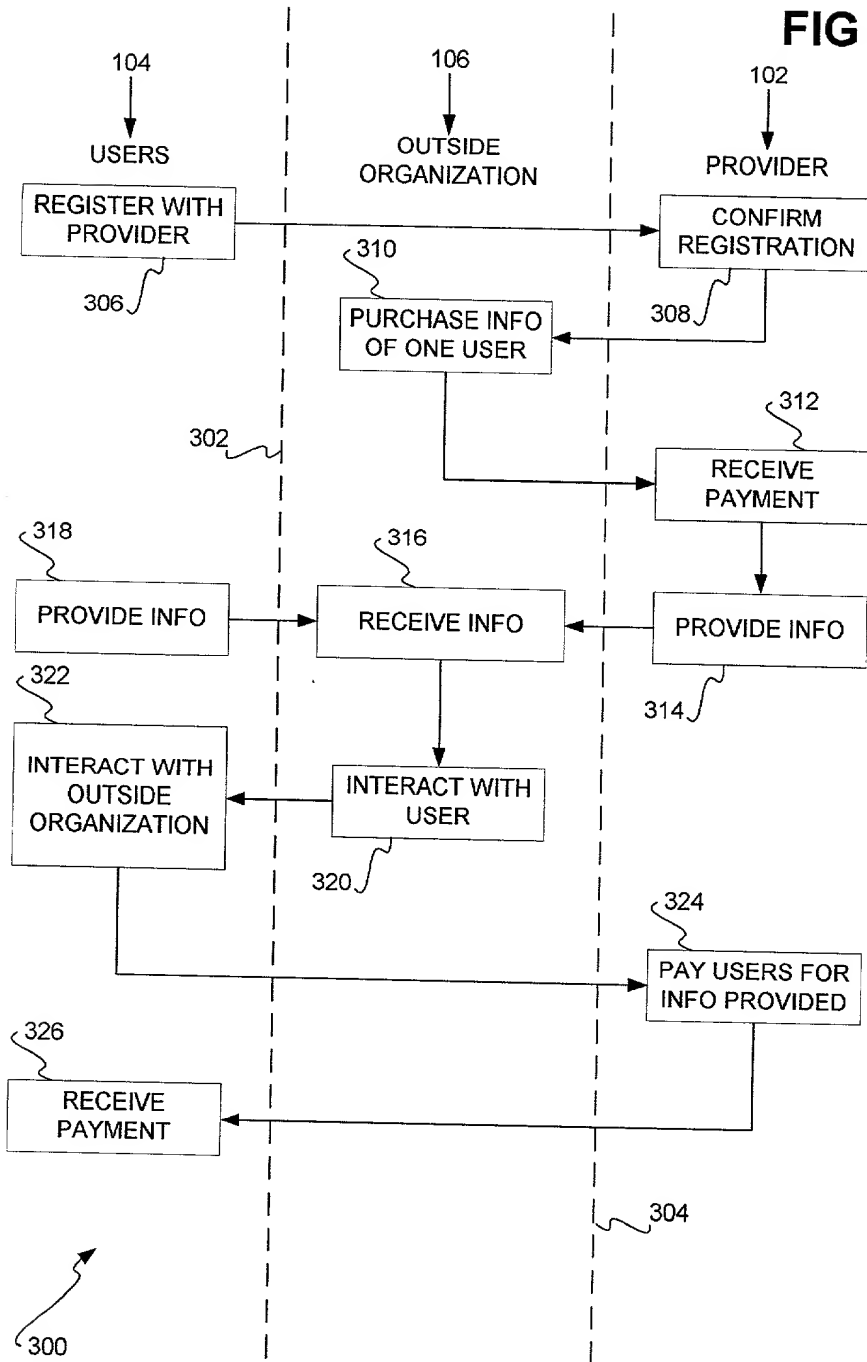 FIG
104
106
102
USERS
OUTSIDE
ORGANIZATION
PROVIDER
REGISTER WITH
PROVIDER
306
CONFIRM
REGISTRATION
308
310
PURCHASE INFO
OF ONE USER
302
312
RECEIVE
PAYMENT
318
PROVIDE INFO
316
RECEIVE INFO
PROVIDE INFO
314
322
INTERACT WITH
OUTSIDE
ORGANIZATION
INTERACT WITH
USER
320
324
PAY USERS FOR
INFO PROVIDED
326
RECEIVE
PAYMENT
304
300